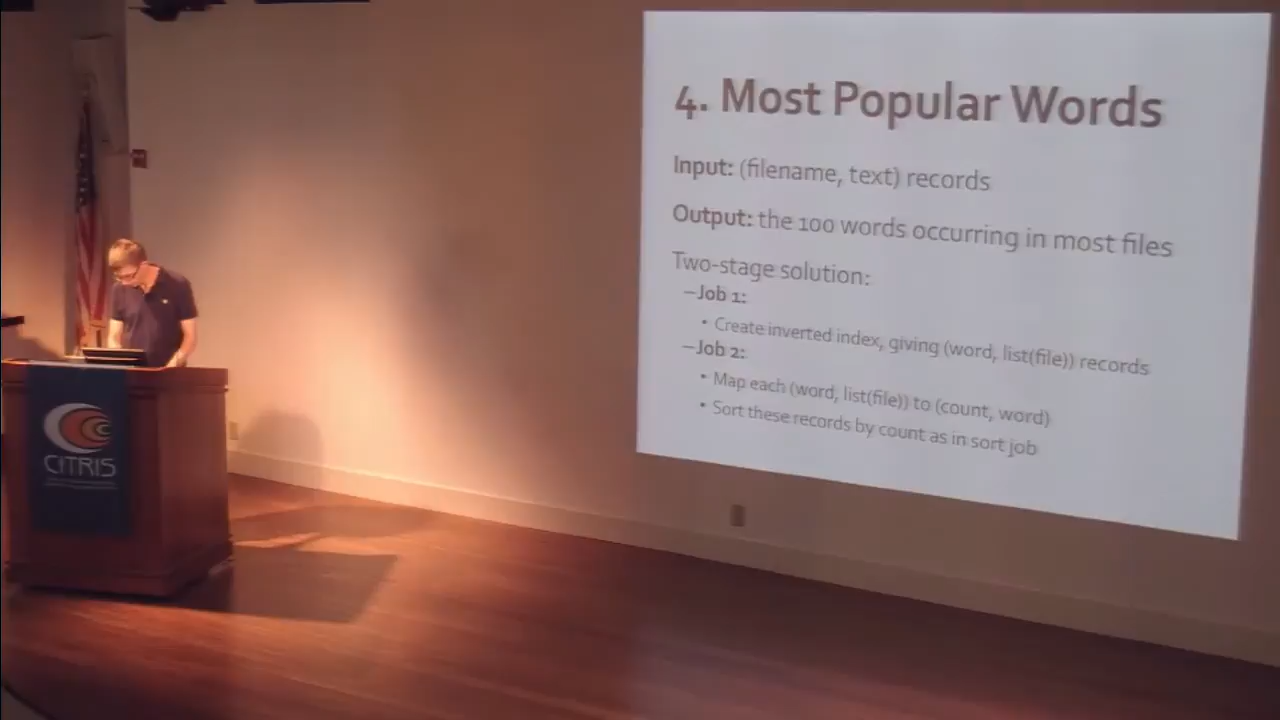 4. Most Popular Words
Input: (filename, text) records
Output: the 100 words occurring in most files
Two-stage solution:
–Job 1:
• Create inverted index, giving (word, list(file)) records
–Job 2:
• Map each (word, list(file)) to (count, word)
• Sort these records by count as in sort job
CITRIS